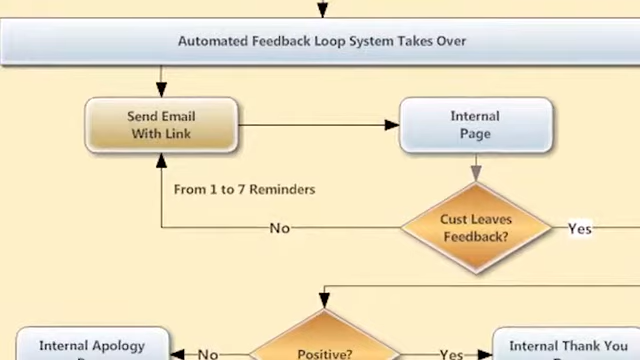 Automated Feedback Loop System Takes Over
Send Email
With Link
Internal
Page
From 1 to 7 Reminders
Cust Leaves
Feedback?
No
Yes
Internal Apology
No
Positive?
Yes
Internal Thank You